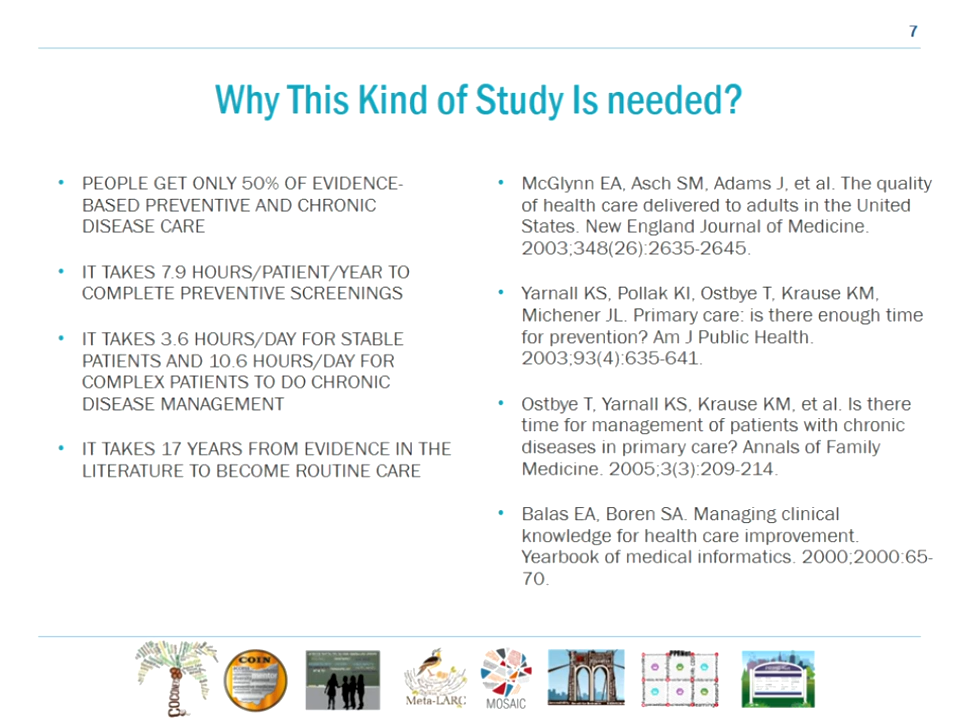 7
Why This Kind of Study Is needed?
• PEOPLE GET ONLY 50% OF EVIDENCE-
BASED PREVENTIVE AND CHRONIC
DISEASE CARE
• IT TAKES 7.9 HOURS/PATIENT/YEAR TO
COMPLETE PREVENTIVE SCREENINGS
• IT TAKES 3.6 HOURS/DAY FOR STABLE
PATIENTS AND 10.6 HOURS/DAY FOR
COMPLEX PATIENTS TO DO CHRONIC
DISEASE MANAGEMENT
• IT TAKES 17 YEARS FROM EVIDENCE IN THE
LITERATURE TO BECOME ROUTINE CARE
• McGlynn EA, Asch SM, Adams J, et al. The quality
of health care delivered to adults in the United
States. New England Journal of Medicine.
2003;348(26):2635-2645.
• Yarnall KS, Pollak KI, Ostbye T, Krause KM,
Michener JL. Primary care: is there enough time
for prevention? Am J Public Health.
2003;93(4):635-641.
• Ostbye T, Yarnall KS, Krause KM, et al. Is there
time for management of patients with chronic
diseases in primary care? Annals of Family
Medicine. 2005;3(3):209-214.
• Balas EA, Boren SA. Managing clinical
knowledge for health care improvement.
Yearbook of medical informatics. 2000;2000:65-
70.
COIN
Meta-LARC
MOSAIC